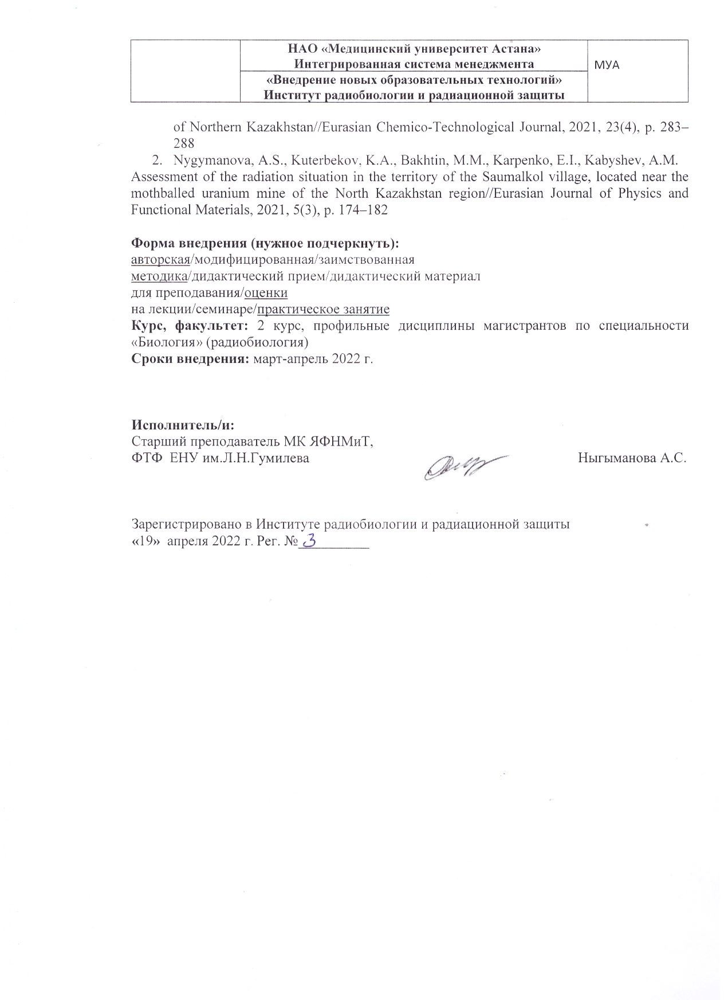 НАО «Медицинский университет Астана»
Интегрированная система менеджмента
МУА
«Внедрение новых образовательных технологий»
Институт радиобиологии и радиационной защиты
of Northern Kazakhstan//Eurasian Chemico-Technological Journal, 2021, 23(4), p. 283–
288
2. Nygymanova, A.S., Kuterbekov, K.A., Bakhtin, M.M., Karpenko, E.I., Kabyshev, A.M.
Assessment of the radiation situation in the territory of the Saumalkol village, located near the
mothballed uranium mine of the North Kazakhstan region//Eurasian Journal of Physics and
Functional Materials, 2021, 5(3), p. 174–182
Форма внедрения (нужное подчеркнуть):
авторская/модифицированная/заимствованная
методика/дидактический прием/дидактический материал
для преподавания/оценки
на лекции/семинаре/практическое занятие
Курс, факультет: 2 курс, профильные дисциплины магистрантов по специальности
«Биология» (радиобиология)
Сроки внедрения: март-апрель 2022 г.
Исполнитель/и:
Старший преподаватель МК ЯФНМиТ,
ФТФ ЕНУ им.Л.Н.Гумилева Ныгыманова А.С.
Зарегистрировано в Институте радиобиологии и радиационной защиты
«19» апреля 2022 г. Рег. №3